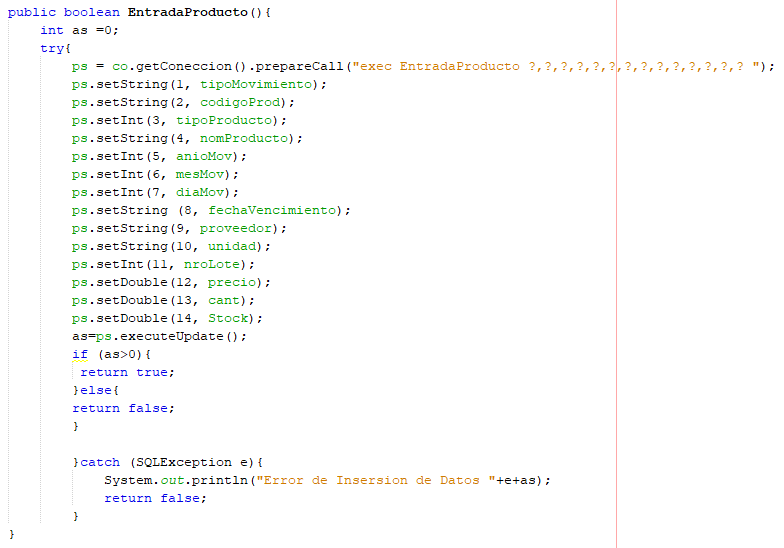 public boolean EntradaProducto(){
int as =0;
try{
ps = co.getConeccion().prepareCall("exec EntradaProducto ?,?,?,?,?,?,?,?,?,?,?,?,?,? ");
ps.setString(1, tipoMovimiento);
ps.setString(2, codigoProd);
ps.setInt(3, tipoProducto);
ps.setString(4, nomProducto);
ps.setInt(5, anioMov);
ps.setInt(6, mesMov);
ps.setInt(7, diaMov);
ps.setString (8, fechaVencimiento);
ps.setString(9, proveedor);
ps.setString(10, unidad);
ps.setInt(11, nroLote);
ps.setDouble(12, precio);
ps.setDouble(13, cant);
ps.setDouble(14, Stock);
as=ps.executeUpdate();
if (as>0){
return true;
}else{
return false;
}
}catch (SQLException e){
System.out.println("Error de Insersion de Datos "+e+as);
return false;
}
}